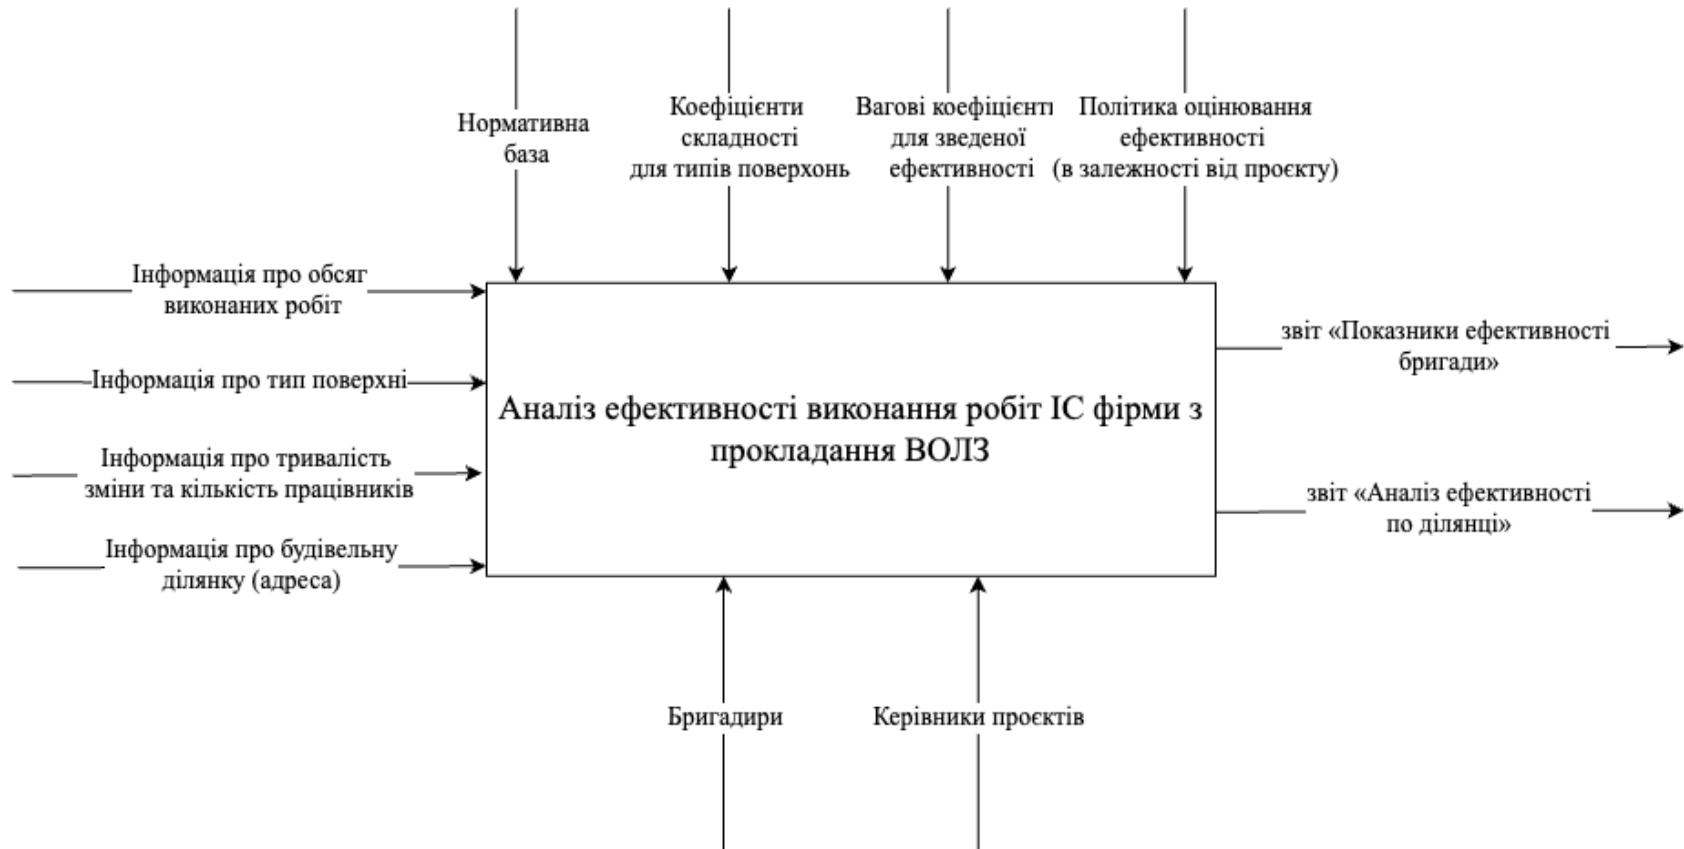 Нормативна
база
Коефіцієнти
складності
для типів поверхонь
Вагові коефіцієнти
для зведеної
ефективності
Політика оцінювання
ефективності
(в залежності від проєкту)
Інформація про обсяг
виконаних робіт
Інформація про тип поверхні
Інформація про тривалість
зміни та кількість працівників
Інформація про будівельну
ділянку (адреса)
Аналіз ефективності виконання робіт ІС фірми з
прокладання ВОЛЗ
звіт «Показники ефективності
бригади»
звіт «Аналіз ефективності
по ділянці»
Бригадири
Керівники проєктів